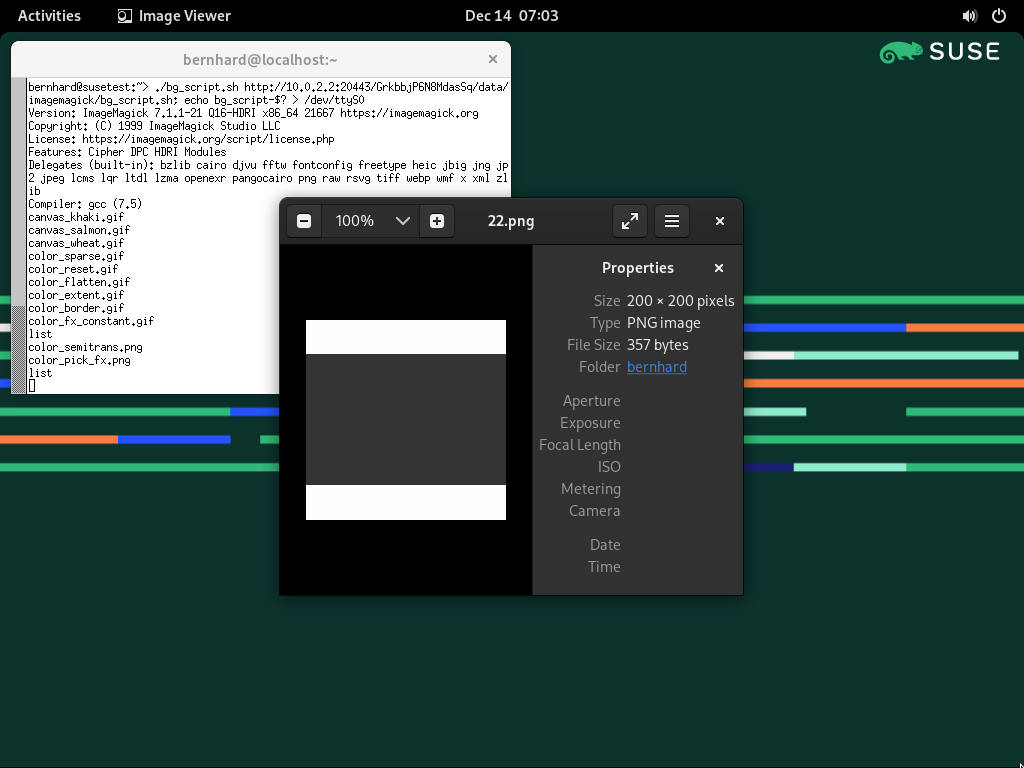 Activities
Image Viewer
Dec 14 07:03
SUSE
bernhard@localhost:~
bernhard@susetest:~> ./bg_script.sh http://10.0.2.2:20443/GrkbbjP6N8MdasSq/data/
imagemagick/bg_script.sh; echo bg_script-$? > /dev/ttyS0
Version: ImageMagick 7.1.1-21 Q16-HDRI x86_64 21667 https://imagemagick.org
Copyright: (C) 1999 ImageMagick Studio LLC
License: https://imagemagick.org/script/license.php
Features: Cipher DPC HDRI Modules
Delegates (built-in): bzlib cairo djvu fftw fontconfig freetype heic jbig jng jp
2 jpeg lcms lqr ltdl lzma openexr pangocairo png raw rsvg tiff webp wmf x xml zl
ib
Compiler: gcc (7.5)
canvas_khaki.gif
canvas_salmon.gif
canvas_wheat.gif
color_sparse.gif
color_reset.gif
color_flatten.gif
color_extent.gif
color_border.gif
color_fx_constant.gif
list
color_semitrans.png
color_pick_fx.png
list
100%
22.png
Properties
Size 200 × 200 pixels
Type PNG image
File Size 357 bytes
Folder bernhard
Aperture
Exposure
Focal Length
ISO
Metering
Camera
Date
Time